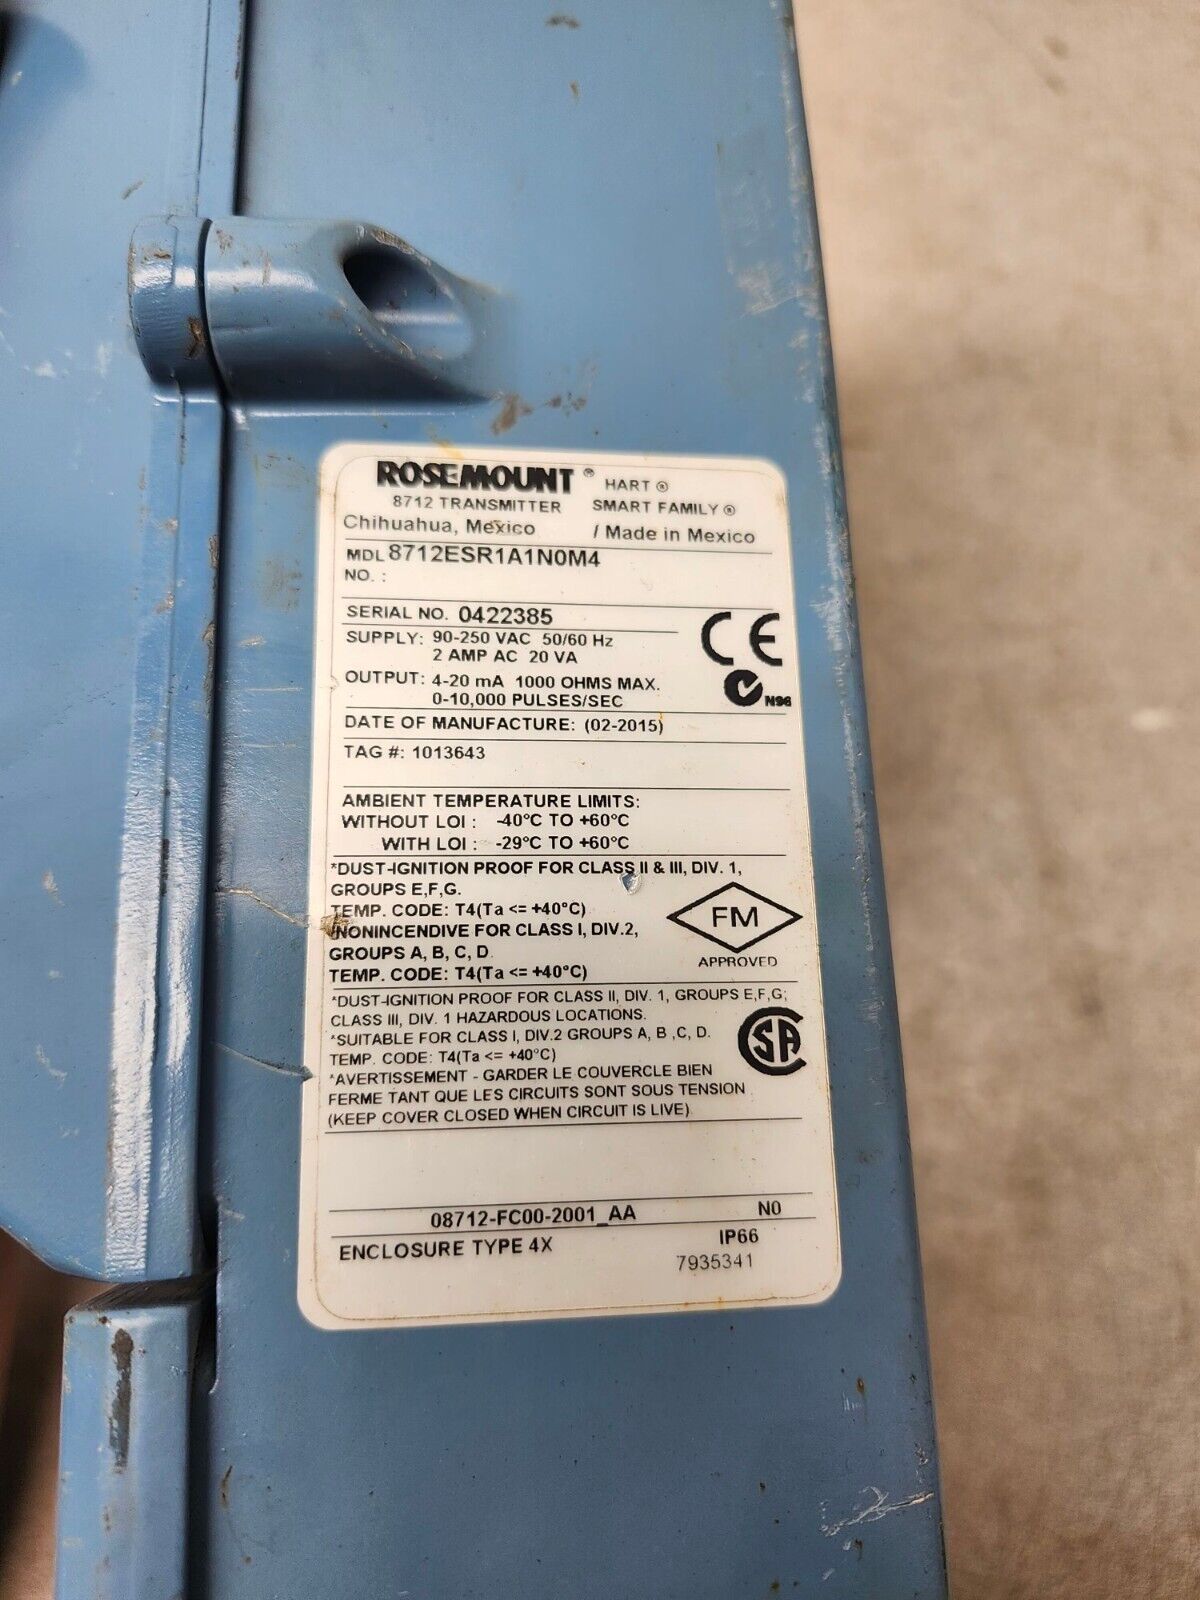 ROSEMOUNT ® HART ®
8712 TRANSMITTER SMART FAMILY ®
Chihuahua, Mexico / Made in Mexico
MDL 8712ESR1A1N0M4
NO. :
SERIAL NO. 0422385
SUPPLY: 90-250 VAC 50/60 Hz
2 AMP AC 20 VA
CE
OUTPUT: 4-20 mA 1000 OHMS MAX.
0-10,000 PULSES/SEC
N96
DATE OF MANUFACTURE: (02-2015)
TAG #: 1013643
AMBIENT TEMPERATURE LIMITS:
WITHOUT LOI : -40°C TO +60°C
WITH LOI : -29°C TO +60°C
*DUST-IGNITION PROOF FOR CLASS II & III, DIV. 1,
GROUPS E,F,G.
TEMP. CODE: T4(Ta <= +40°C)
*NONINCENDIVE FOR CLASS I, DIV.2,
GROUPS A, B, C, D.
TEMP. CODE: T4(Ta <= +40°C)
FM
APPROVED
*DUST-IGNITION PROOF FOR CLASS II, DIV. 1, GROUPS E,F,G;
CLASS III, DIV. 1 HAZARDOUS LOCATIONS.
*SUITABLE FOR CLASS I, DIV.2 GROUPS A, B ,C, D.
TEMP. CODE: T4(Ta <= +40°C)
*AVERTISSEMENT - GARDER LE COUVERCLE BIEN
FERME TANT QUE LES CIRCUITS SONT SOUS TENSION
(KEEP COVER CLOSED WHEN CIRCUIT IS LIVE)
CSA
08712-FC00-2001_AA N0
ENCLOSURE TYPE 4X IP66
7935341